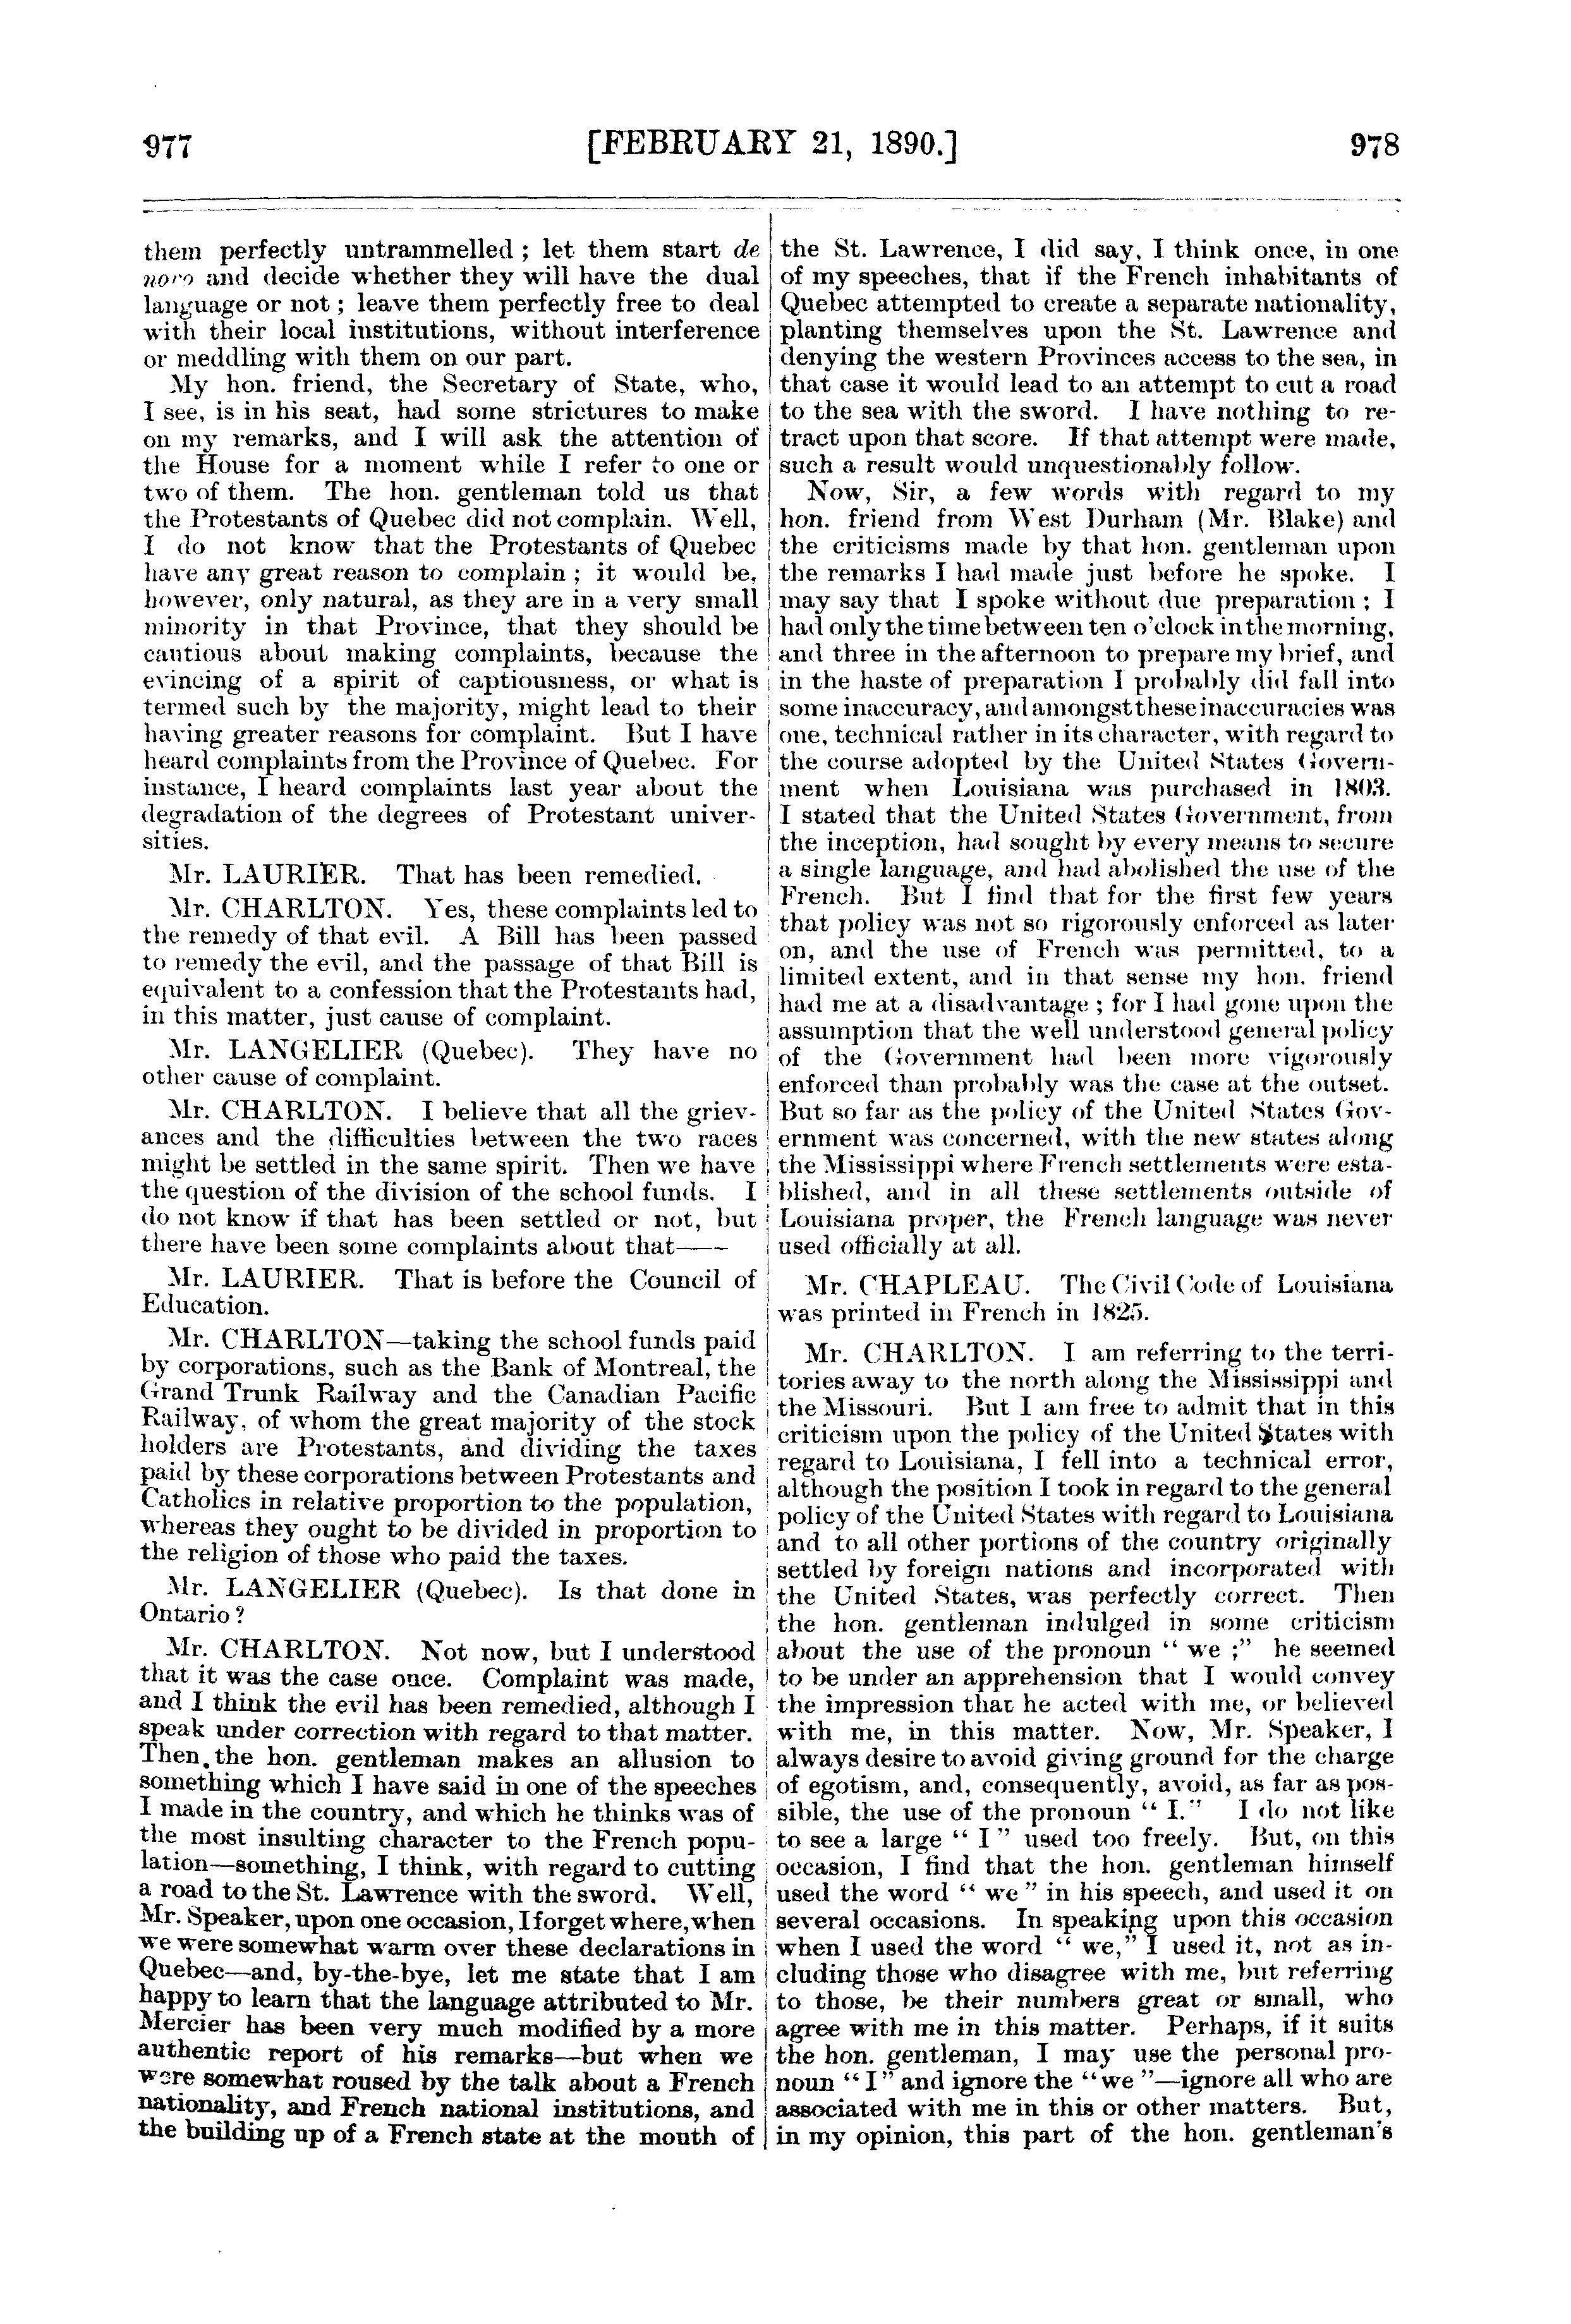 977
[FEBRUARY 21, 1890.]
978
them perfectly untrammelled ; let them start de
novo and decide whether they will have the dual
language or not ; leave them perfectly free to deal
with their local institutions, without interference
or meddling with them on our part.
My hon. friend, the Secretary of State, who,
I see, is in his seat, had some strictures to make
on my remarks, and I will ask the attention of
the House for a moment while I refer to one or
two of them. The hon. gentleman told us that
the Protestants of Quebec did not complain. Well,
I do not know that the Protestants of Quebec
have any great reason to complain ; it would be,
however, only natural, as they are in a very small
minority in that Province, that they should be
cautious about making complaints, because the
evincing of a spirit of captiousness, or what is
termed such by the majority, might lead to their
having greater reasons for complaint. But I have
heard complaints from the Province of Quebec. For
instance, I heard complaints last year about the
degradation of the degrees of Protestant univer-
sities.
Mr. LAURIER. That has been remedied.
Mr. CHARLTON. Yes, these complaints led to
the remedy of that evil. A Bill has been passed
to remedy the evil, and the passage of that Bill is
equivalent to a confession that the Protestants had,
in this matter, just cause of complaint.
Mr. LANGELIER (Quebec). They have no
other cause of complaint.
Mr. CHARLTON. I believe that all the griev-
ances and the difficulties between the two races
might be settled in the same spirit. Then we have
the question of the division of the school funds. I
do not know if that has been settled or not, but
there have been some complaints about that——
Mr. LAURIER. That is before the Council of
Education.
Mr. CHARLTON—taking the school funds paid
by corporations, such as the Bank of Montreal, the
Grand Trunk Railway and the Canadian Pacific
Railway, of whom the great majority of the stock
holders are Protestants, and dividing the taxes
paid by these corporations between Protestants and
Catholics in relative proportion to the population,
whereas they ought to be divided in proportion to
the religion of those who paid the taxes.
Mr. LANGELIER (Quebec). Is that done in
Ontario ?
Mr. CHARLTON. Not now, but I understood
that it was the case once. Complaint was made,
and I think the evil has been remedied, although I
speak under correction with regard to that matter.
Then, the hon. gentleman makes an allusion to
something which I have said in one of the speeches
I made in the country, and which he thinks was of
the most insulting character to the French popu-
lation—something, I think, with regard to cutting
a road to the St. Lawrence with the sword. Well,
Mr. Speaker, upon one occasion, I forget where, when
we were somewhat warm over these declarations in
Quebec—and, by-the-bye, let me state that I am
happy to learn that the language attributed to Mr.
Mercier has been very much modified by a more
authentic report of his remarks—but when we
were somewhat roused by the talk about a French
nationality, and French national institutions, and
the building up of a French state at the mouth of
the St. Lawrence, I did say, I think once, in one
of my speeches, that if the French inhabitants of
Quebec attempted to create a separate nationality,
planting themselves upon the St. Lawrence and
denying the western Provinces access to the sea, in
that case it would lead to an attempt to cut a road
to the sea with the sword. I have nothing to re-
tract upon that score. If that attempt were made,
such a result would unquestionably follow.
Now, Sir, a few words with regard to my
hon. friend from West Durham (Mr. Blake) and
the criticisms made by that hon. gentleman upon
the remarks I had made just before he spoke. I
may say that I spoke without due preparation ; I
had only the time between ten o'clock in the morning,
and three in the afternoon to prepare my brief, and
in the haste of preparation I probably did fall into
some inaccuracy, and amongst these inaccuracies was
one, technical rather in its character, with regard to
the course adopted by the United States Govern-
ment when Louisiana was purchased in 1803.
I stated that the United States Government, from
the inception, had sought by every means to secure
a single language, and had abolished the use of the
French. But I find that for the first few years
that policy was not so rigorously enforced as later
on, and the use of French was permitted, to a
limited extent, and in that sense my hon. friend
had me at a disadvantage ; for I had gone upon the
assumption that the well understood general policy
of the Government had been more vigorously
enforced than probably was the case at the outset.
But so far as the policy of the United States Gov-
ernment was concerned, with the new states along
the Mississippi where French settlements were esta-
blished, and in all these settlements outside of
Louisiana proper, the French language was never
used officially at all.
Mr. CHAPLEAU. The Civil Code of Louisiana
was printed in French in 1825.
Mr. CHARLTON. I am referring to the terri-
tories away to the north along the Mississippi and
the Missouri. But I am free to admit that in this
criticism upon the policy of the United States with
regard to Louisiana, I fell into a technical error,
although the position I took in regard to the general
policy of the United States with regard to Louisiana
and to all other portions of the country originally
settled by foreign nations and incorporated with
the United States, was perfectly correct. Then
the hon. gentleman indulged in some criticism
about the use of the pronoun " we ;" he seemed
to be under an apprehension that I would convey
the impression that he acted with me, or believed
with me, in this matter. Now, Mr. Speaker, I
always desire to avoid giving ground for the charge
of egotism, and, consequently, avoid, as far as pos-
sible, the use of the pronoun " I." I do not like
to see a large " I " used too freely. But, on this
occasion, I find that the hon. gentleman himself
used the word " we " in his speech, and used it on
several occasions. In speaking upon this occasion
when I used the word " we," I used it, not as in-
cluding those who disagree with me, but referring
to those, be their numbers great or small, who
agree with me in this matter. Perhaps, if it suits
the hon. gentleman, I may use the personal pro-
noun " I " and ignore the " we "—ignore all who are
associated with me in this or other matters. But,
in my opinion, this part of the hon. gentleman's